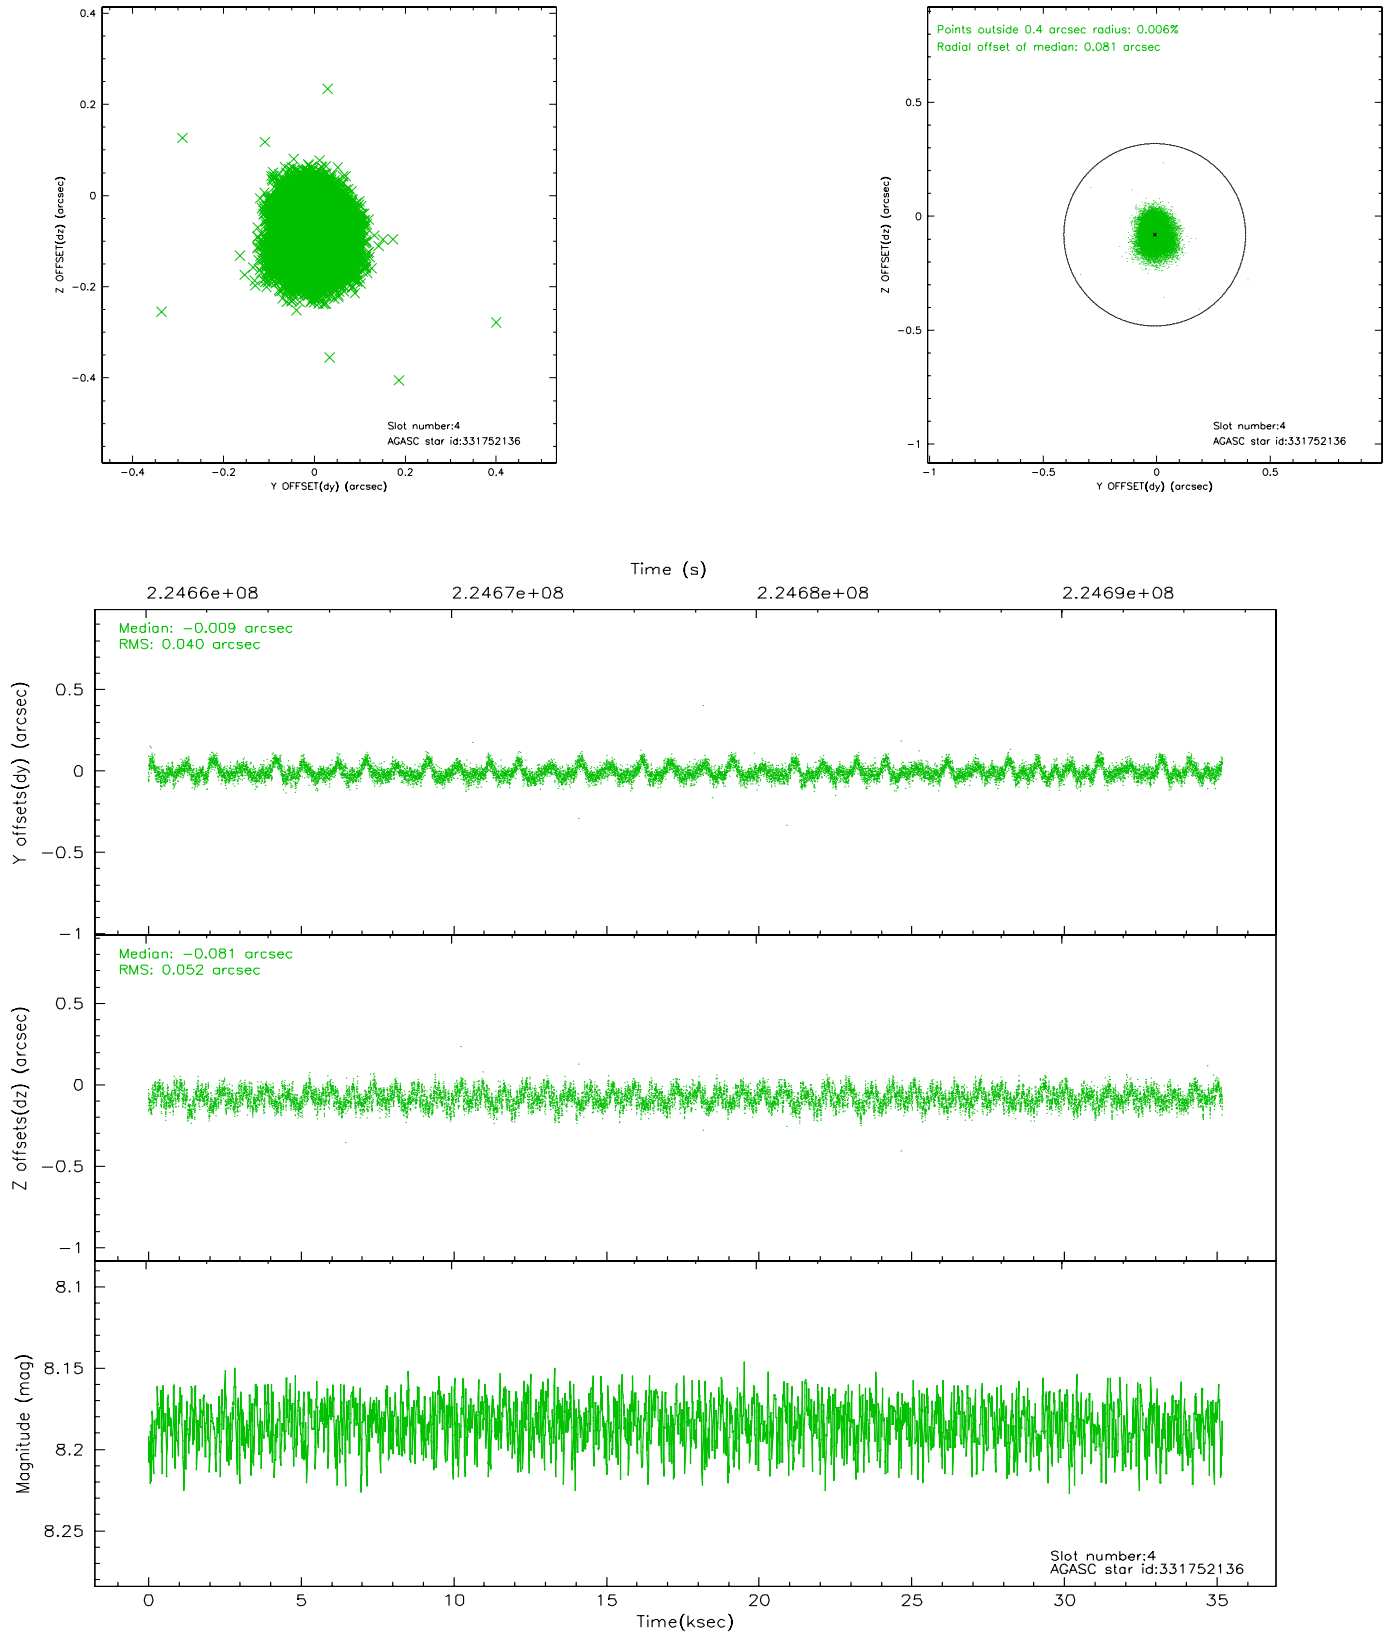 0.4
0.2
0
-0.2
-0.4
Z OFFSET(dz) (arcsec)
Slot number:4
AGASC star id:331752136
-0.4 -0.2 0 0.2 0.4
Y OFFSET(dy) (arcsec)
Points outside 0.4 arcsec radius: 0.006%
Radial offset of median: 0.081 arcsec
0.5
0
-0.5
-1
Z OFFSET(dz) (arcsec)
Slot number:4
AGASC star id:331752136
-1 -0.5 0 0.5
Y OFFSET(dy) (arcsec)
Time (s)
2.2466e+08 2.2467e+08 2.2468e+08 2.2469e+08
Median: -0.009 arcsec
RMS: 0.040 arcsec
0.5
0
-0.5
-1
Y offsets(dy) (arcsec)
Median: -0.081 arcsec
RMS: 0.052 arcsec
0.5
0
-0.5
-1
Z offsets(dz) (arcsec)
8.1
8.15
8.2
8.25
Magnitude (mag)
Slot number:4
AGASC star id:331752136
0 5 10 15 20 25 30 35
Time(ksec)